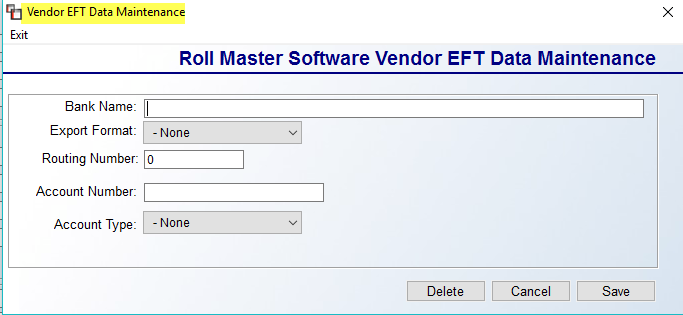 Vendor EFT Data Maintenance
Exit
Roll Master Software Vendor EFT Data Maintenance
Bank Name:
Export Format: - None
Routing Number: 0
Account Number:
Account Type: - None
Delete Cancel Save